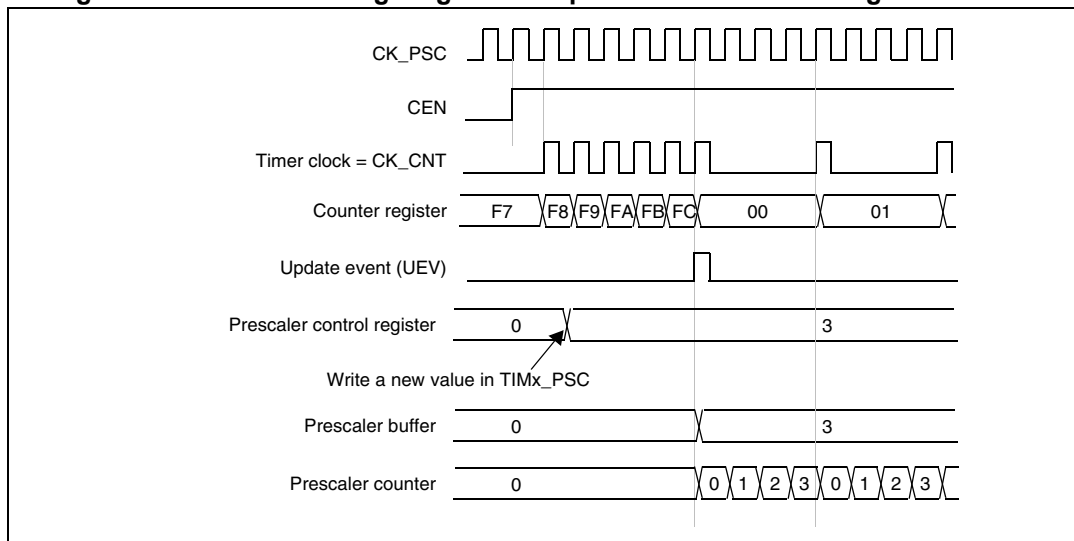 CK_PSC
CEN
Timer clock = CK_CNT
Counter register F7 F8 F9 FA FB FC 00 01
Update event (UEV)
Prescaler control register 0 3
Write a new value in TIMx_PSC
Prescaler buffer 0 3
Prescaler counter 0 0 1 2 3 0 1 2 3